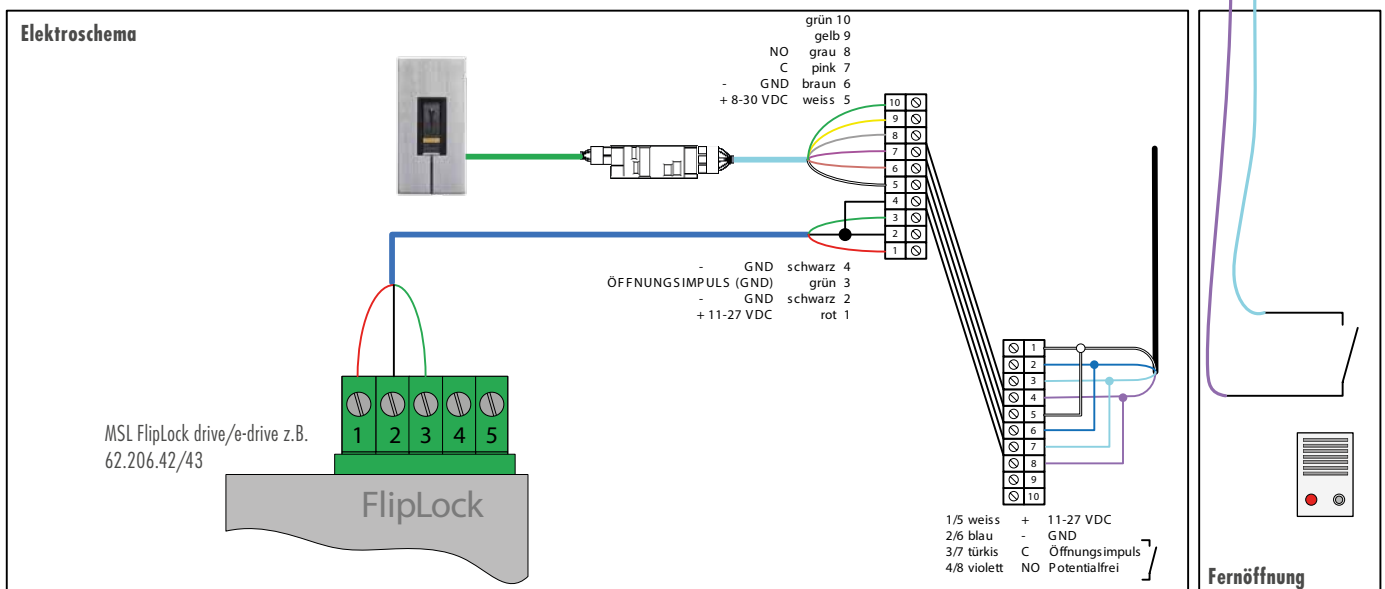 Elektroschema
grün 10
gelb 9
NO grau 8
C pink 7
- GND braun 6
+ 8-30 VDC weiss 5
10
9
8
7
6
5
4
3
2
1
- GND schwarz 4
ÖFFNUNGSIMPULS (GND) grün 3
- GND schwarz 2
+ 11-27 VDC rot 1
1
2
3
4
5
6
7
8
9
10
1 2 3 4 5
MSL FlipLock drive/e-drive z.B.
62.206.42/43
FlipLock
1/5 weiss + 11-27 VDC
2/6 blau - GND
3/7 türkis C Öffnungsimpuls
4/8 violett NO Potentialfrei
Fernöffnung